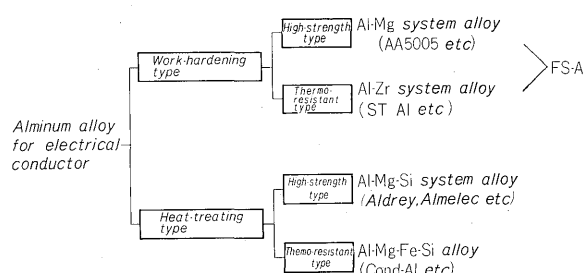 High-strength
type
Al-Mg system alloy
(AA5005 etc)
Work-hardening
type
FS-A
Thermo-
resistant
type
Al-Zr system alloy
(ST Al etc)
Alminum alloy
for electrical
conductor
High-strength
type
Al-Mg-Si system alloy
(Aldrey, Almelec etc)
Heat-treating
type
Themo-resistant
type
Al-Mg-Fe-Si alloy
(Cond-Al etc)